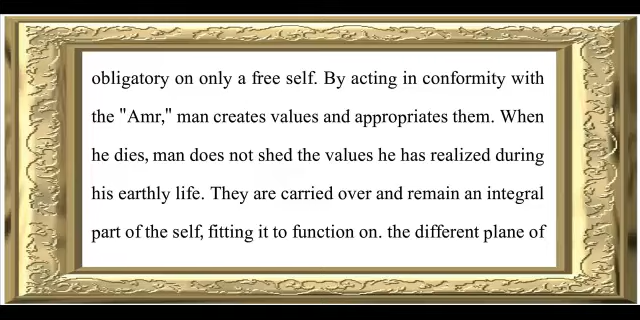 obligatory on only a free self. By acting in conformity with
the "Amr," man creates values and appropriates them. When
he dies, man does not shed the values he has realized during
his earthly life. They are carried over and remain an integral
part of the self, fitting it to function on. the different plane of